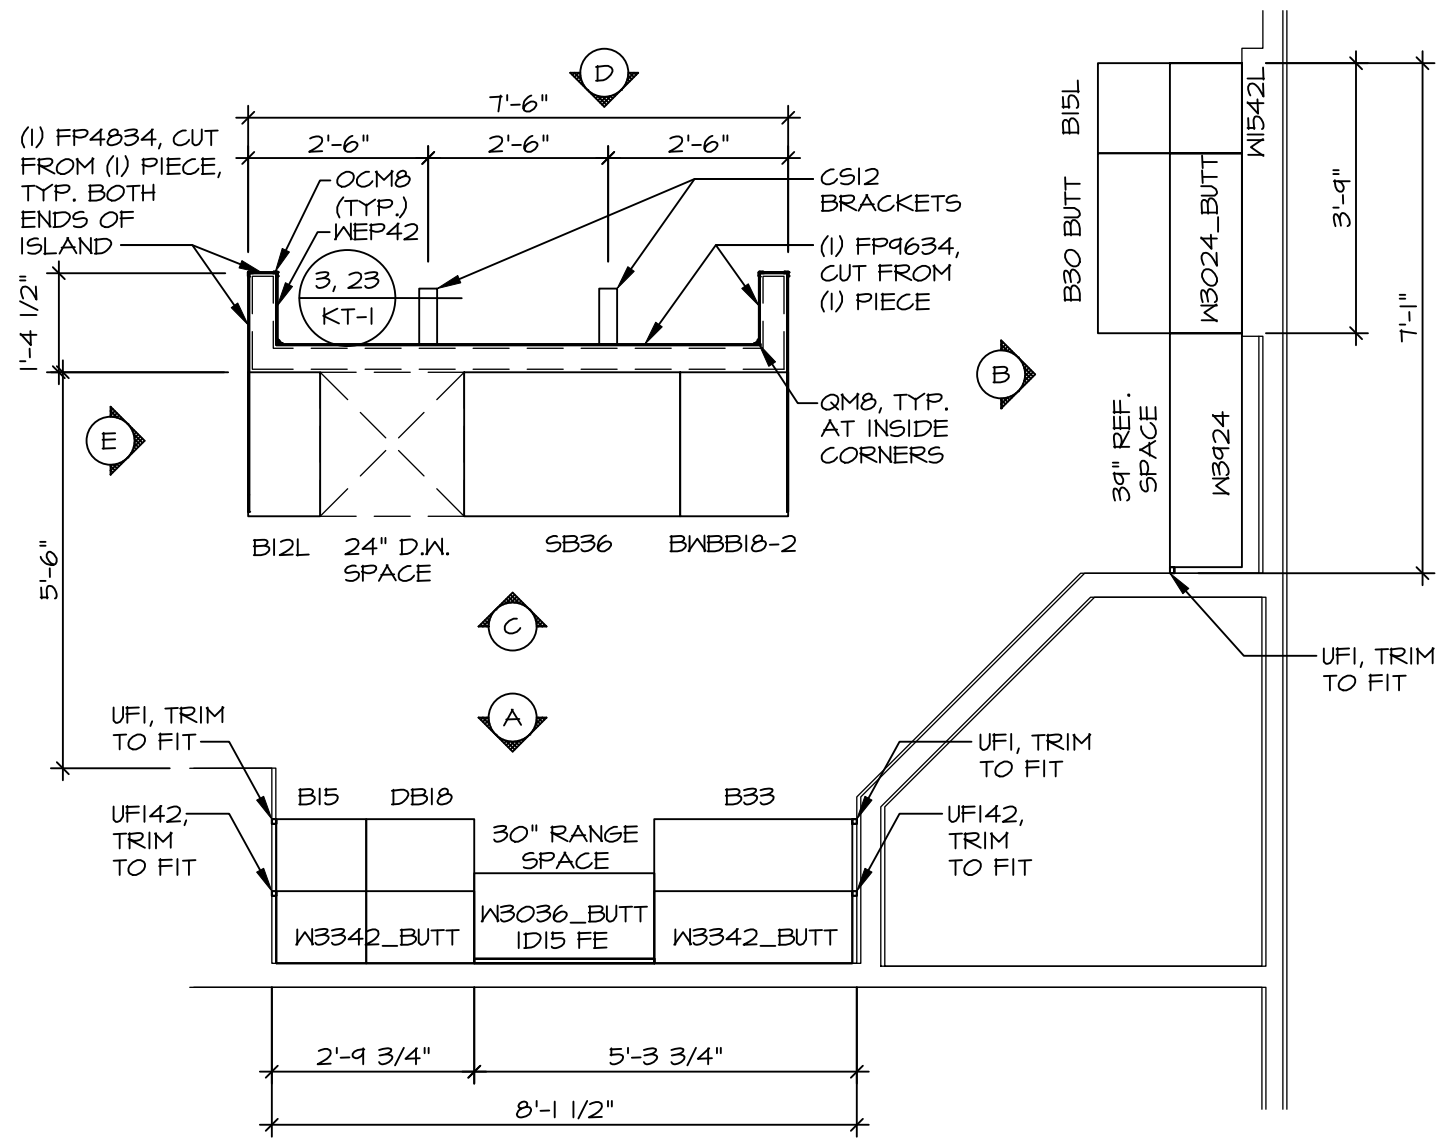 D
7'-6"
2'-6"
2'-6"
2'-6"
(1) FP4834, CUT
FROM (1) PIECE,
TYP. BOTH
ENDS OF
ISLAND
OCM8
(TYP.)
WEP42
3, 23
KT-1
CS12
BRACKETS
(1) FP9634,
CUT FROM
(1) PIECE
QM8, TYP.
AT INSIDE
CORNERS
1'-4 1/2"
5'-6"
E
B12L
24" D.W.
SPACE
SB36
BWBB18-2
B
B15L
W1542L
B30 BUTT
W3024_BUTT
3'-9"
7'-1"
39" REF.
SPACE
W3924
UF1, TRIM
TO FIT
C
A
UF1, TRIM
TO FIT
UF142,
TRIM
TO FIT
B15
DB18
30" RANGE
SPACE
B33
UF1, TRIM
TO FIT
UF142,
TRIM
TO FIT
W3342_BUTT
W3036_BUTT
1D15 FE
W3342_BUTT
2'-9 3/4"
5'-3 3/4"
8'-1 1/2"